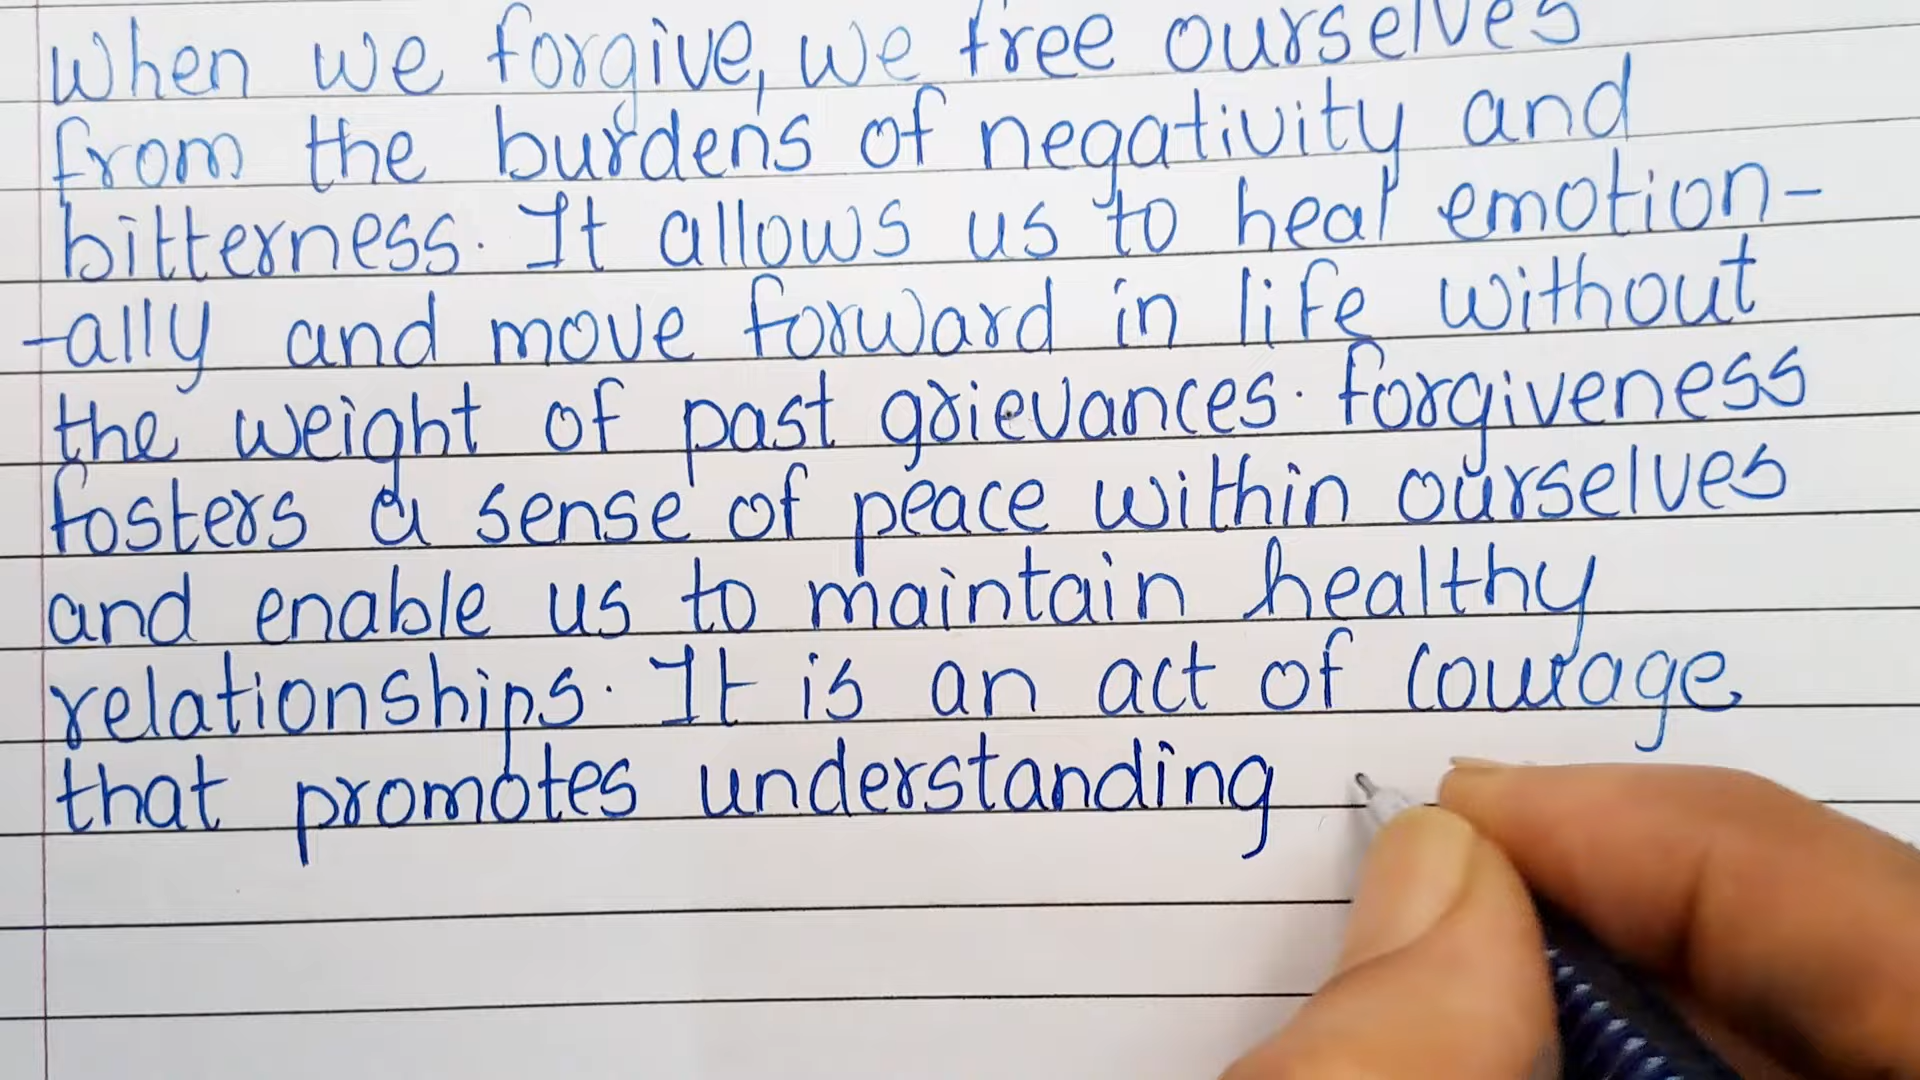 When we forgive, we free ourselves
from the burdens of negativity and
bitterness. It allows us to heal emotion-
-ally and move forward in life without
the weight of past grievances. forgiveness
fosters a sense of peace within ourselves
and enable us to maintain healthy
relationships. It is an act of courage
that promotes understanding